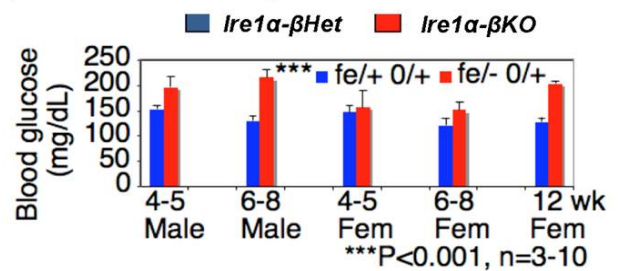 Ire1α-βHet Ire1α-βKO
Blood glucose
(mg/dL)
250
200
150
100
50
0
*** fe/+ 0/+ fe/- 0/+
4-5 6-8 4-5 6-8 12 wk
Male Male Fem Fem Fem
***P<0.001, n=3-10